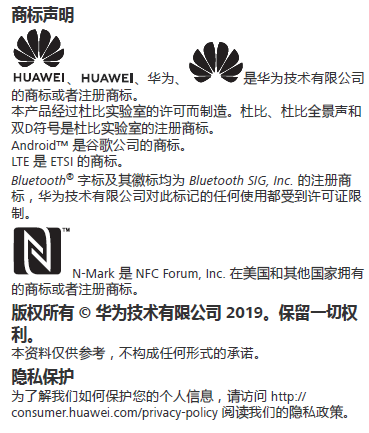 商标声明
HUAWEI、HUAWEI、华为、是华为技术有限公司
的商标或者注册商标。
本产品经过杜比实验室的许可而制造。杜比、杜比全景声和
双D符号是杜比实验室的注册商标。
Android™ 是谷歌公司的商标。
LTE 是 ETSI 的商标。
Bluetooth® 字标及其徽标均为 Bluetooth SIG, Inc. 的注册商
标，华为技术有限公司对此标记的任何使用都受到许可证限
制。
N™ N-Mark 是 NFC Forum, Inc. 在美国和其他国家拥有
的商标或者注册商标。
版权所有 © 华为技术有限公司 2019。保留一切权
利。
本资料仅供参考，不构成任何形式的承诺。
隐私保护
为了解我们如何保护您的个人信息，请访问 http://
consumer.huawei.com/privacy-policy 阅读我们的隐私政策。